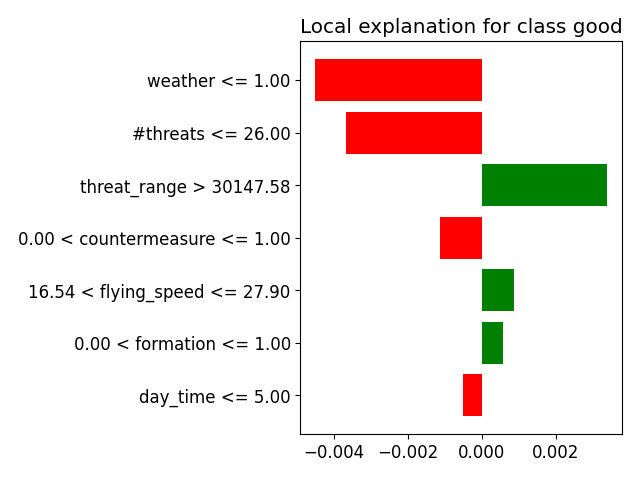 Local explanation for class good
weather <= 1.00
#threats <= 26.00
threat_range > 30147.58
0.00 < countermeasure <= 1.00
16.54 < flying_speed <= 27.90
0.00 < formation <= 1.00
day_time <= 5.00
−0.004 −0.002 0.000 0.002